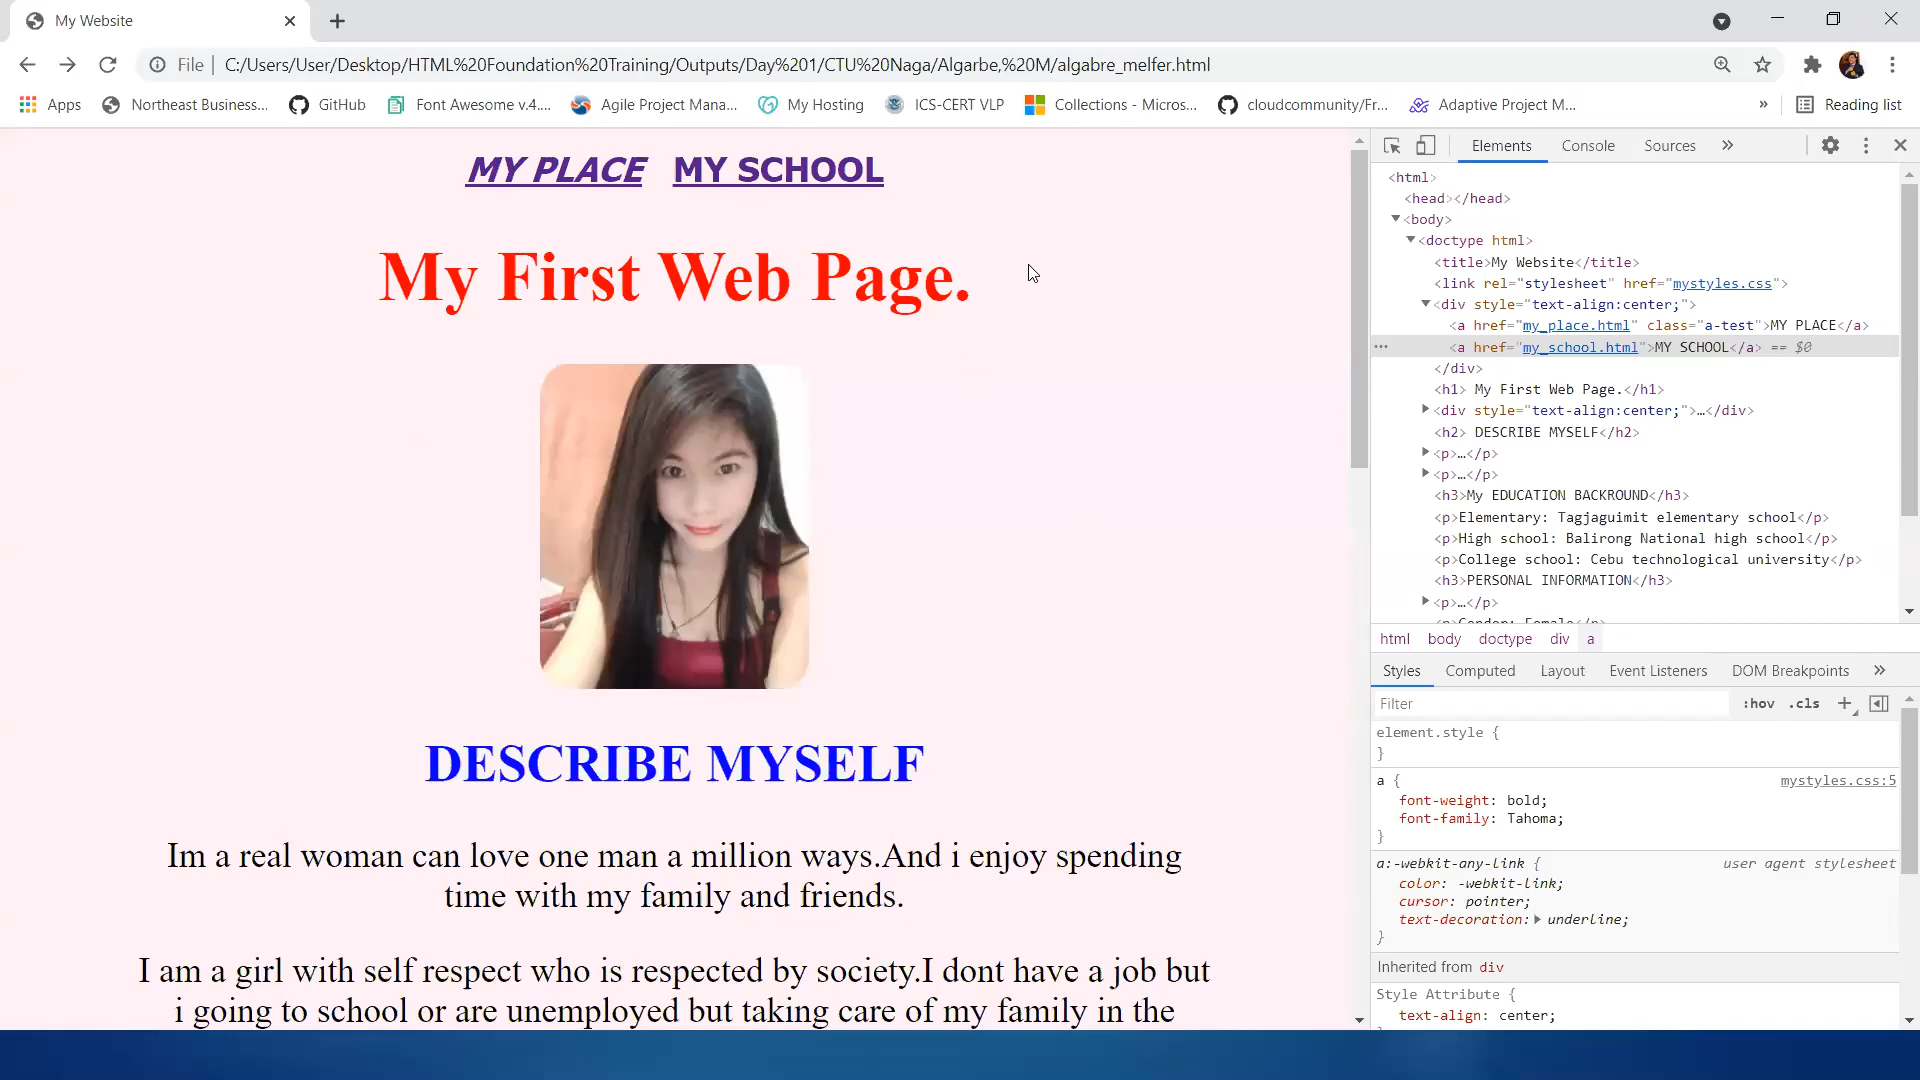 My Website
File | C:/Users/User/Desktop/HTML%20Foundation%20Training/Outputs/Day%201/CTU%20Naga/Algarbe,%20M/algabre_melfer.html
Apps Northeast Business... GitHub Font Awesome v.4.... Agile Project Mana... My Hosting ICS-CERT VLP Collections - Micros... cloudcommunity/Fr... Adaptive Project M... » Reading list
MY PLACE MY SCHOOL
My First Web Page.
DESCRIBE MYSELF
Im a real woman can love one man a million ways.And i enjoy spending
time with my family and friends.
I am a girl with self respect who is respected by society.I dont have a job but
i going to school or are unemployed but taking care of my family in the
Elements Console Sources »
<html>
<head></head>
<body>
<doctype html>
<title>My Website</title>
<link rel="stylesheet" href="mystyles.css">
<div style="text-align:center;">
<a href="my_place.html" class="a-test">MY PLACE</a>
... <a href="my_school.html">MY SCHOOL</a> == $0
</div>
<h1> My First Web Page.</h1>
<div style="text-align:center;">…</div>
<h2> DESCRIBE MYSELF</h2>
<p>…</p>
<p>…</p>
<h3>My EDUCATION BACKROUND</h3>
<p>Elementary: Tagjaguimit elementary school</p>
<p>High school: Balirong National high school</p>
<p>College school: Cebu technological university</p>
<h3>PERSONAL INFORMATION</h3>
<p>…</p>
<p>Gender: Female</p>
html body doctype div a
Styles Computed Layout Event Listeners DOM Breakpoints »
Filter :hov .cls +
element.style {
}
a { mystyles.css:5
font-weight: bold;
font-family: Tahoma;
}
a:-webkit-any-link { user agent stylesheet
color: -webkit-link;
cursor: pointer;
text-decoration: underline;
}
Inherited from div
Style Attribute {
text-align: center;